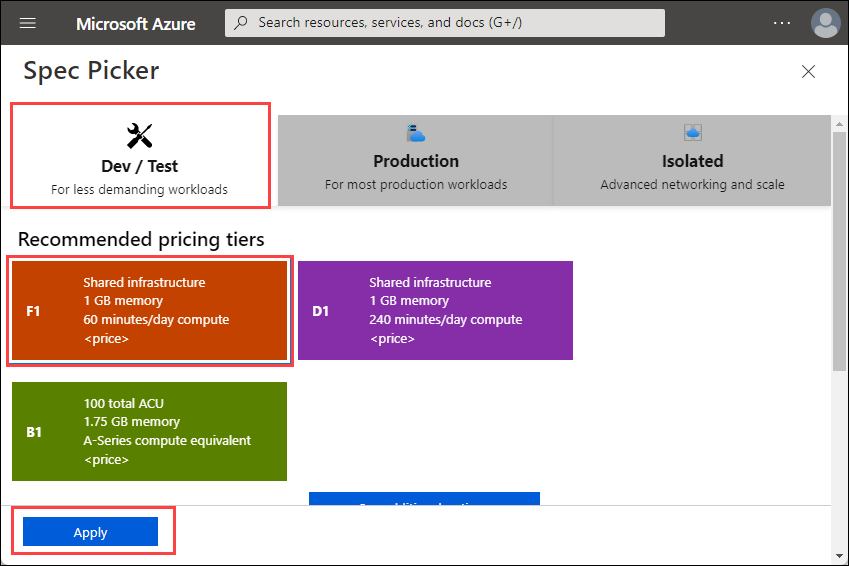 Microsoft Azure
Search resources, services, and docs (G+/)
...
Spec Picker
Dev / Test
For less demanding workloads
Production
For most production workloads
Isolated
Advanced networking and scale
Recommended pricing tiers
F1
Shared infrastructure
1 GB memory
60 minutes/day compute
<price>
D1
Shared infrastructure
1 GB memory
240 minutes/day compute
<price>
B1
100 total ACU
1.75 GB memory
A-Series compute equivalent
<price>
Apply